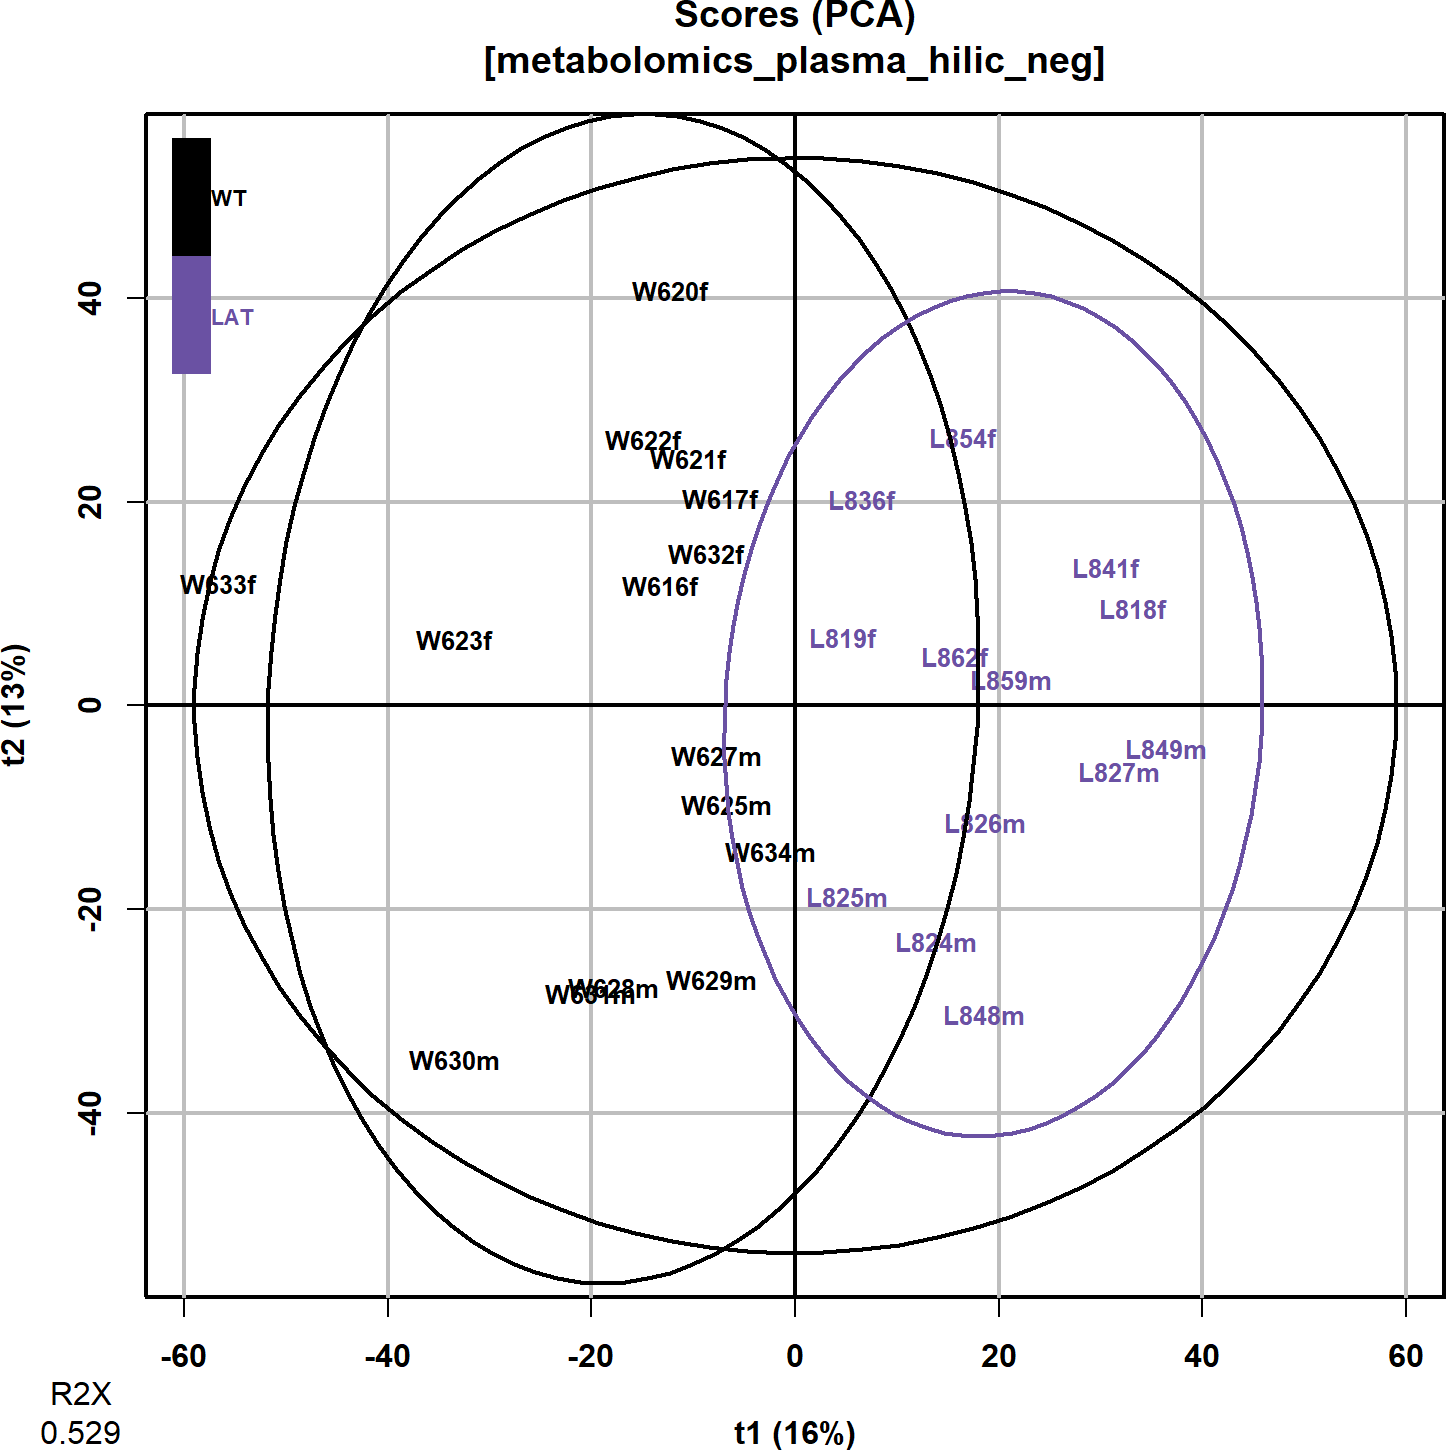 Scores (PCA)
[metabolomics_plasma_hilic_neg]
WT
LAT
W620f
W622f
W621f
L854f
W617f
L836f
W632f
W616f
L841f
W633f
L818f
W623f
L819f
L862f
L859m
W627m
L849m
L827m
W625m
L826m
W634m
L825m
L824m
W629m
W628m
W631m
L848m
W630m
40
20
0
-20
-40
t2 (13%)
-60
-40
-20
0
20
40
60
R2X
0.529
t1 (16%)